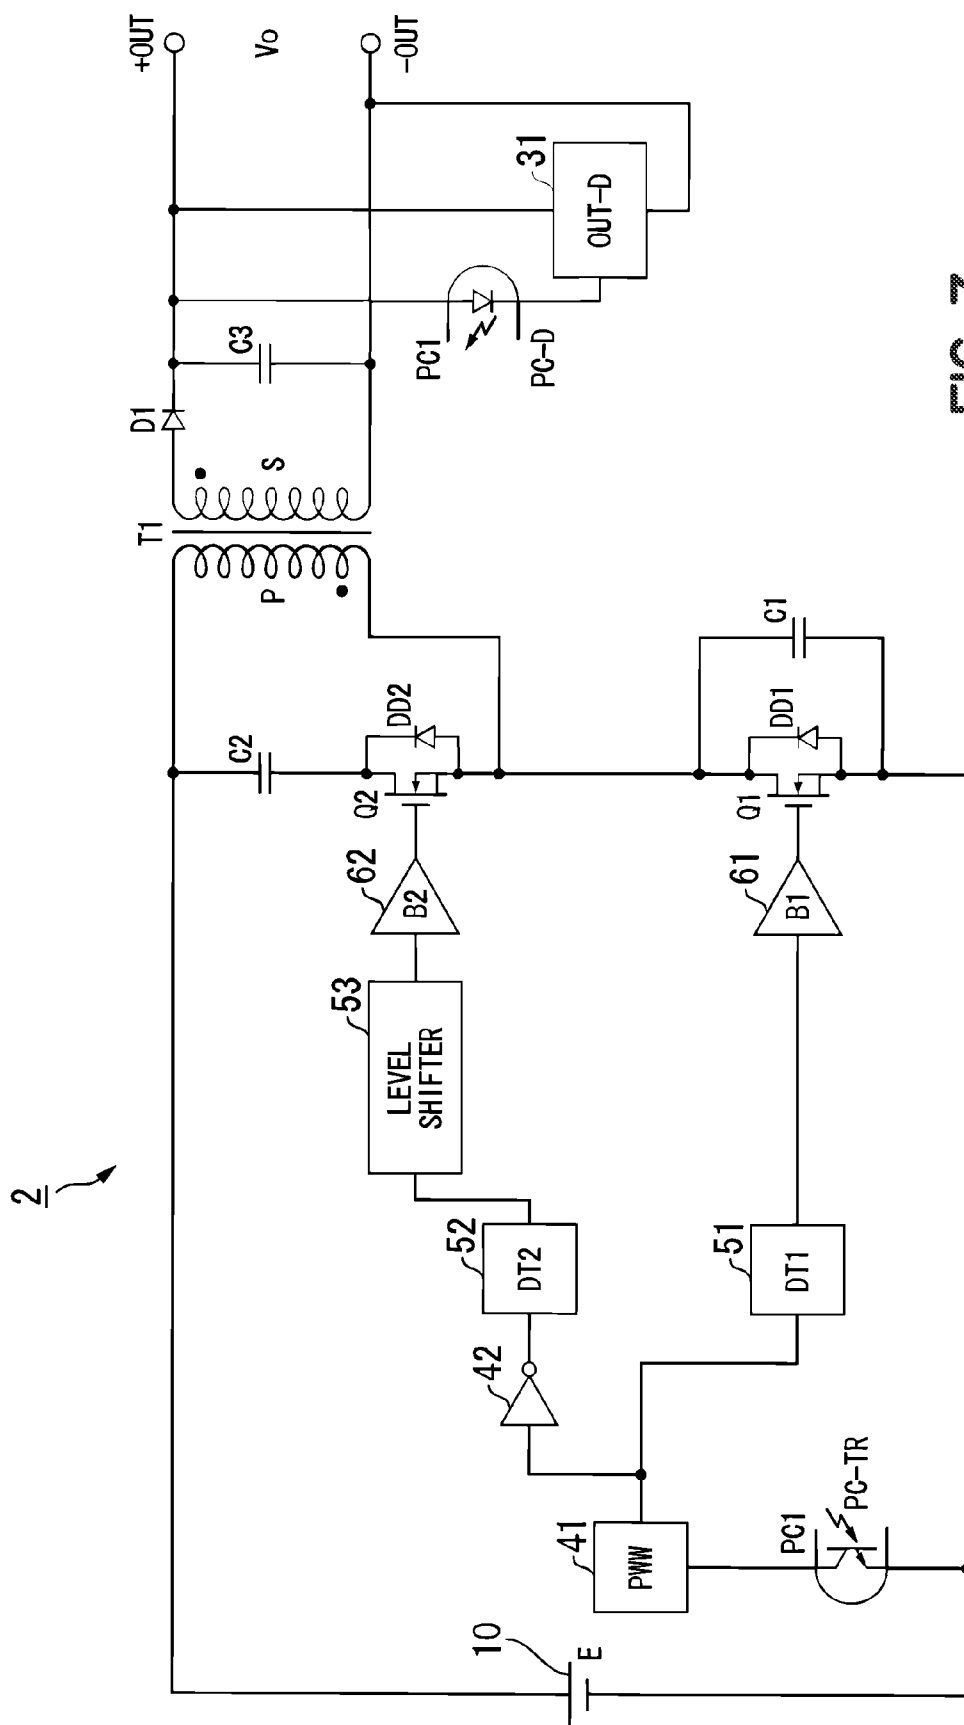 2
10
E
41
PWW
PC1
PC-TR
42
52
DT2
51
DT1
53
LEVEL
SHIFTER
62
B2
61
B1
C2
Q2
DD2
Q1
DD1
C1
T1
P
S
D1
C3
PC1
PC-D
31
OUT-D
+OUT
Vo
-OUT